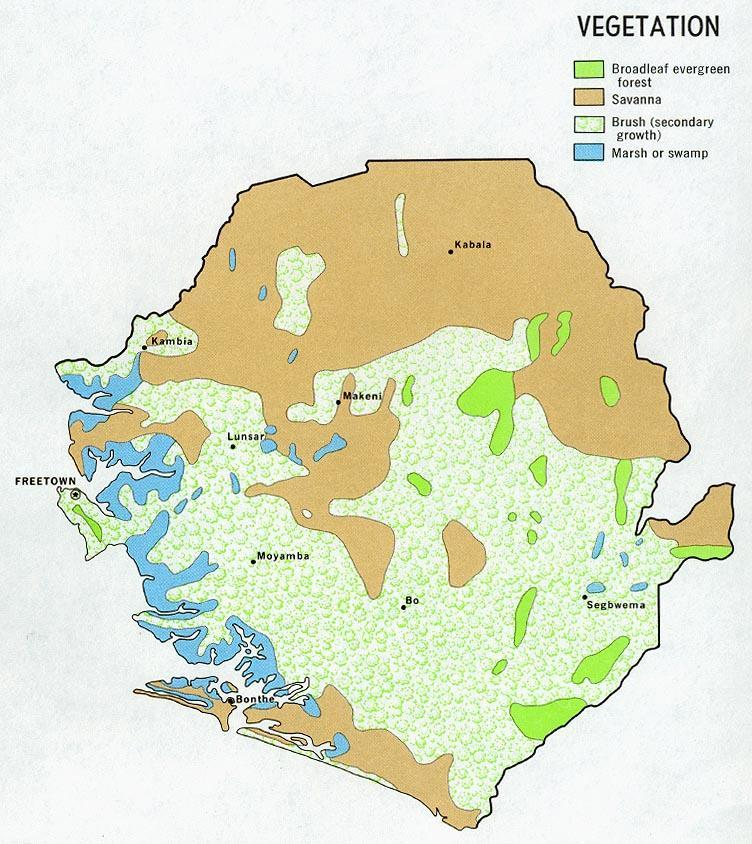 VEGETATION
Broadleaf evergreen
forest
Savanna
Brush (secondary
growth)
Marsh or swamp
Kabala
Kambia
Makeni
Lunsar
FREETOWN
Moyamba
Bo
Segbwema
Bonthe